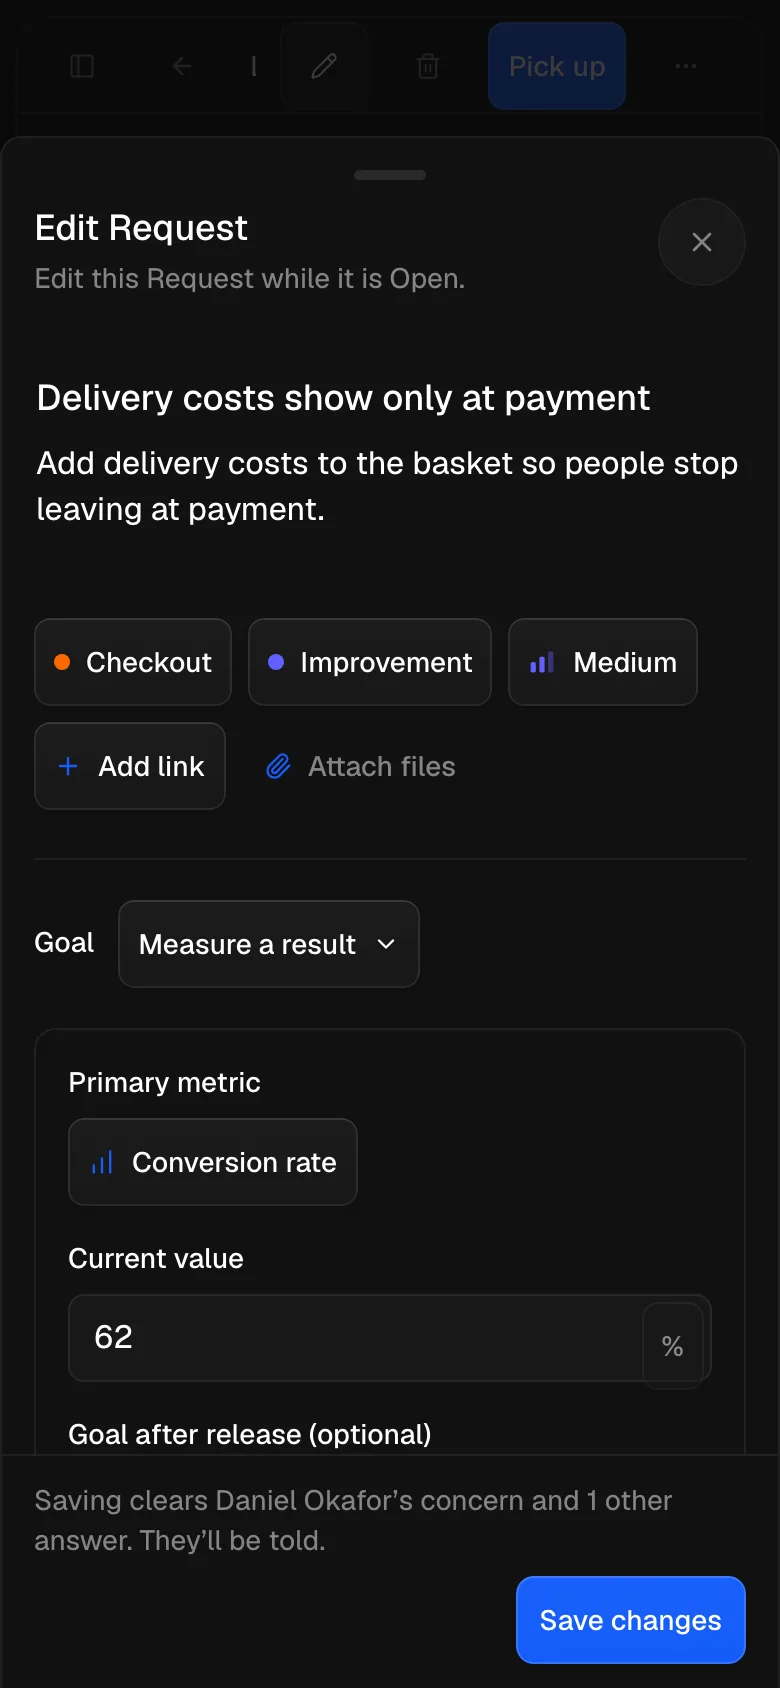 Pick up
Edit Request
Edit this Request while it is Open.
Delivery costs show only at payment
Add delivery costs to the basket so people stop
leaving at payment.
Checkout
Improvement
Medium
Add link
Attach files
Goal
Measure a result
Primary metric
Conversion rate
Current value
62
%
Goal after release (optional)
Saving clears Daniel Okafor’s concern and 1 other
answer. They’ll be told.
Save changes